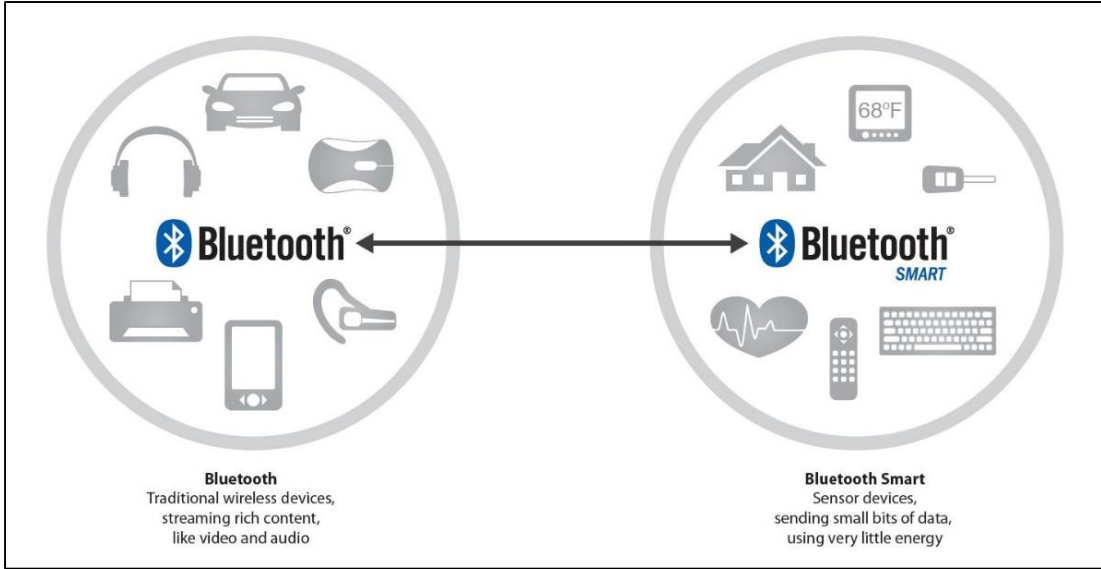 68°F
Bluetooth®
Bluetooth®
SMART
Bluetooth
Traditional wireless devices,
streaming rich content,
like video and audio
Bluetooth Smart
Sensor devices,
sending small bits of data,
using very little energy